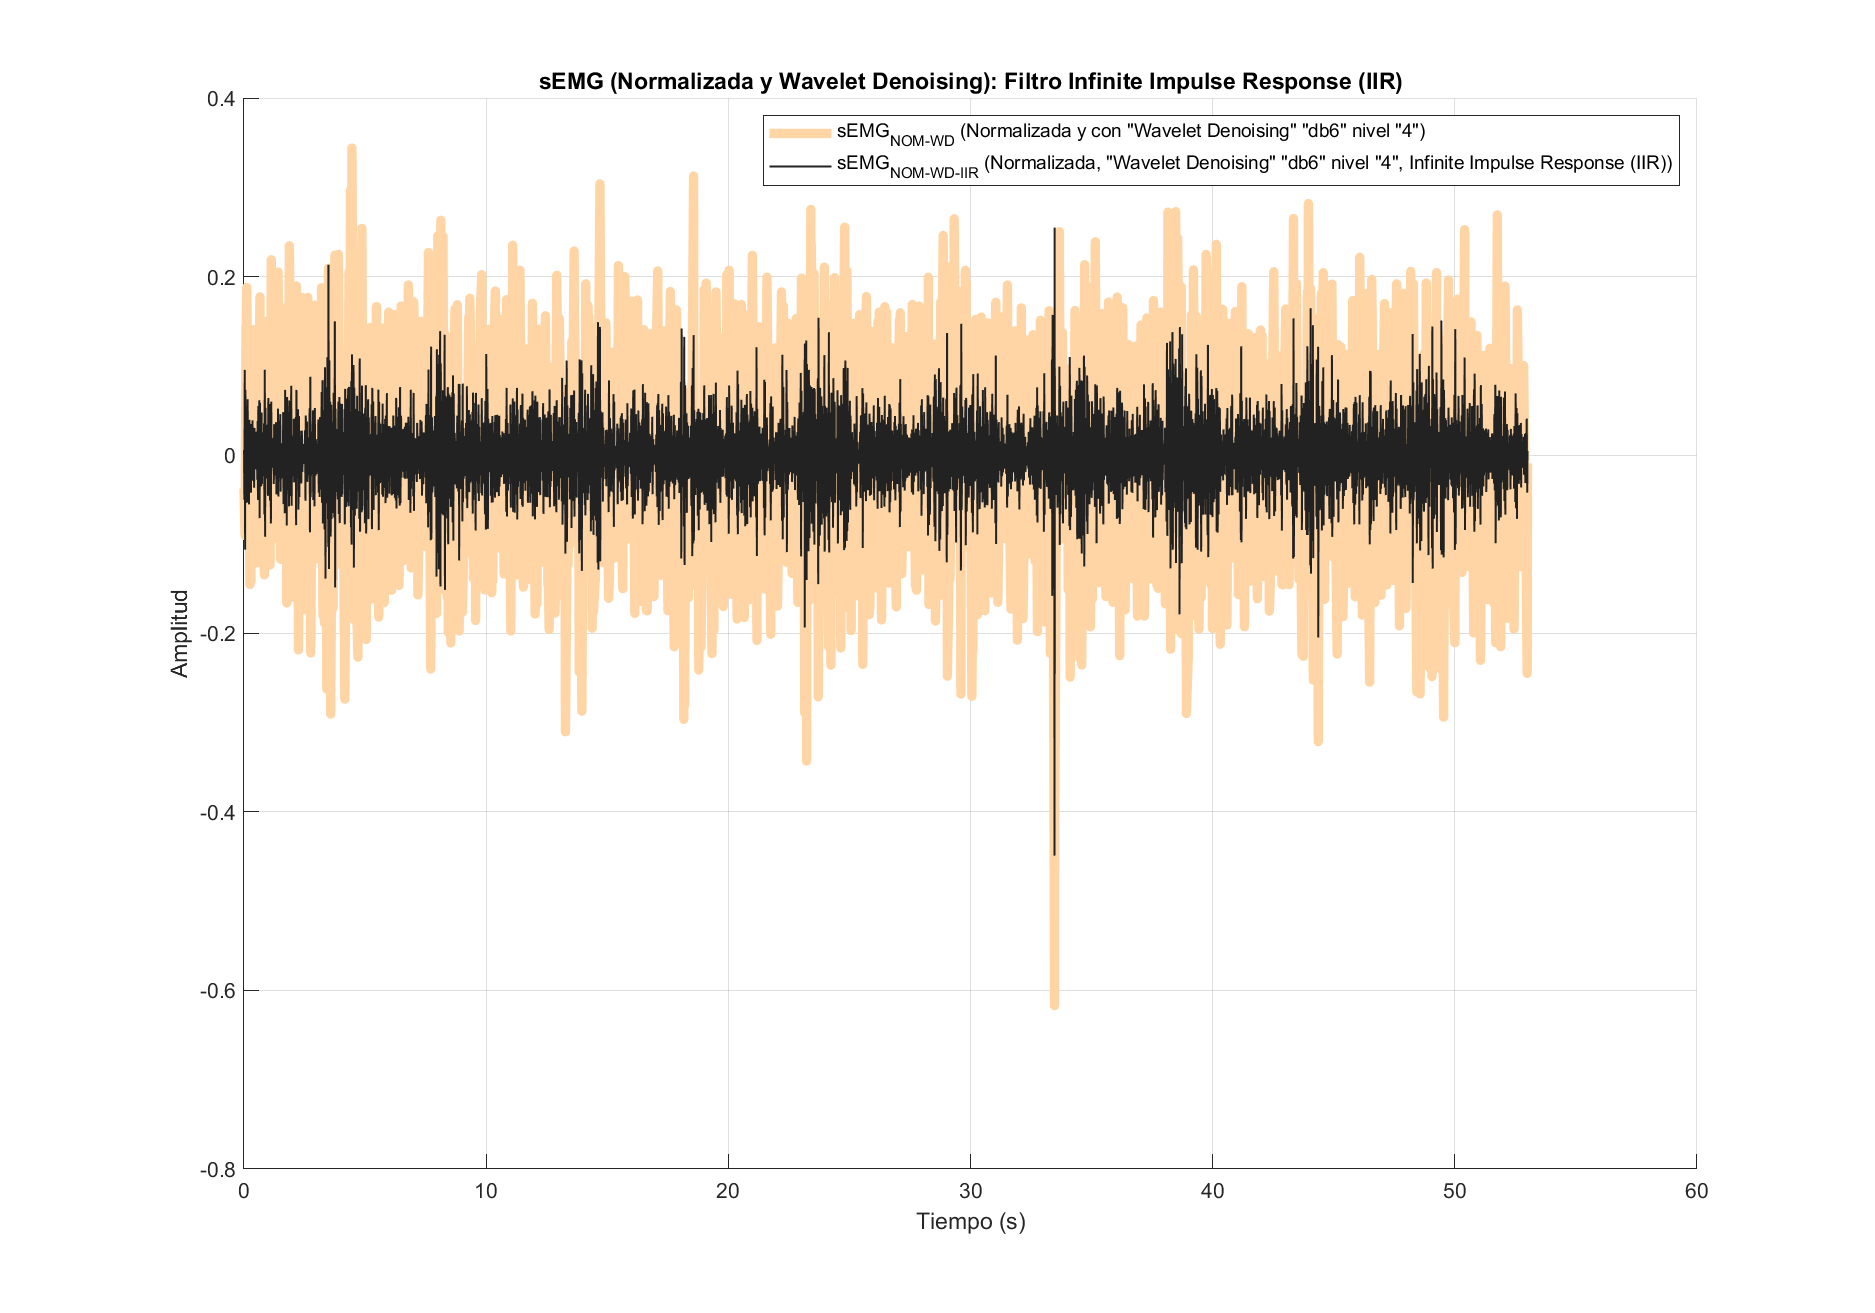 sEMG (Normalizada y Wavelet Denoising): Filtro Infinite Impulse Response (IIR)
sEMG_NOM-WD (Normalizada y con "Wavelet Denoising" "db6" nivel "4")
sEMG_NOM-WD-IIR (Normalizada, "Wavelet Denoising" "db6" nivel "4", Infinite Impulse Response (IIR))
0.4
0.2
0
-0.2
-0.4
-0.6
-0.8
Amplitud
0 10 20 30 40 50 60
Tiempo (s)